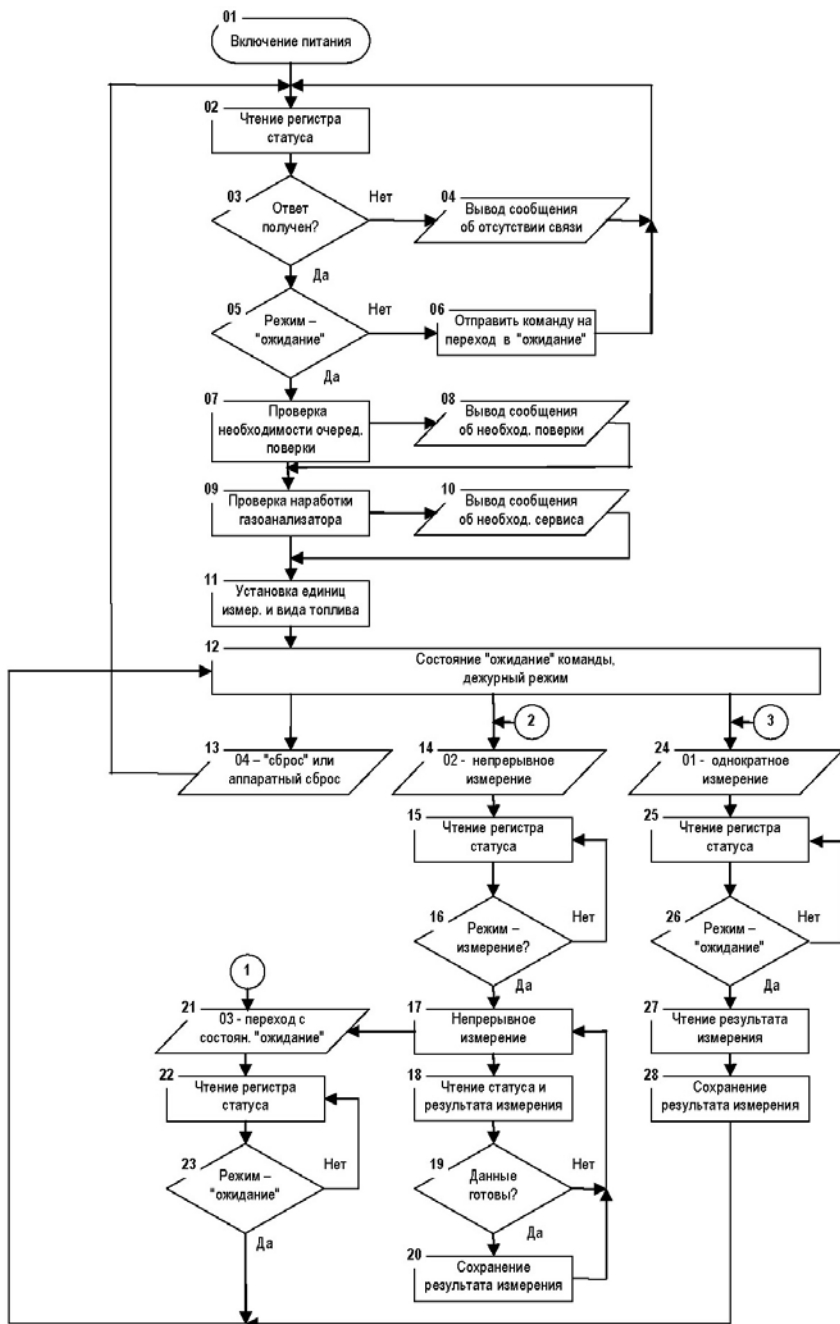 01
Включение питания
02
Чтение регистра
статуса
03
Ответ
получен?
Нет
04
Вывод сообщения
об отсутствии связи
Да
05
Режим –
"ожидание"
Нет
06
Отправить команду на
переход в "ожидание"
Да
07
Проверка
необходимости очеред.
поверки
08
Вывод сообщения
об необход. поверки
09
Проверка наработки
газоанализатора
10
Вывод сообщения
об необход. сервиса
11
Установка единиц
измер. и вида топлива
12
Состояние "ожидание" команды,
дежурный режим
2
3
13
04 – "сброс" или
аппаратный сброс
14
02 - непрерывное
измерение
24
01 - однократное
измерение
15
Чтение регистра
статуса
25
Чтение регистра
статуса
16
Режим –
измерение?
Нет
26
Режим –
"ожидание"
Нет
Да
Да
1
21
03 - переход с
состоян. "ожидание"
17
Непрерывное
измерение
27
Чтение результата
измерения
22
Чтение регистра
статуса
18
Чтение статуса и
результата измерения
28
Сохранение
результата измерения
23
Режим –
"ожидание"
Нет
19
Данные
готовы?
Нет
Да
Да
20
Сохранение
результата измерения